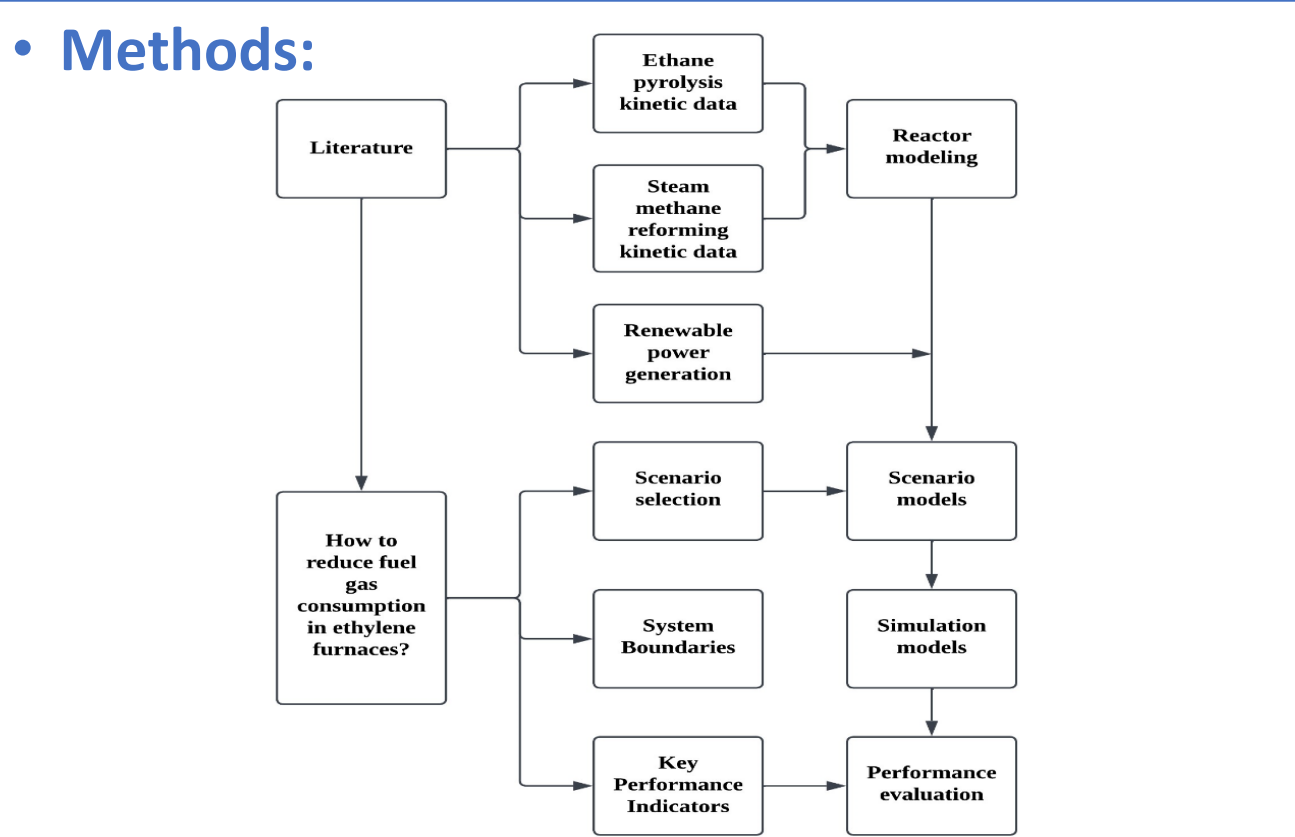 • Methods:
Literature
Ethane
pyrolysis
kinetic data
Steam
methane
reforming
kinetic data
Renewable
power
generation
Reactor
modeling
How to
reduce fuel
gas
consumption
in ethylene
furnaces?
Scenario
selection
System
Boundaries
Key
Performance
Indicators
Scenario
models
Simulation
models
Performance
evaluation